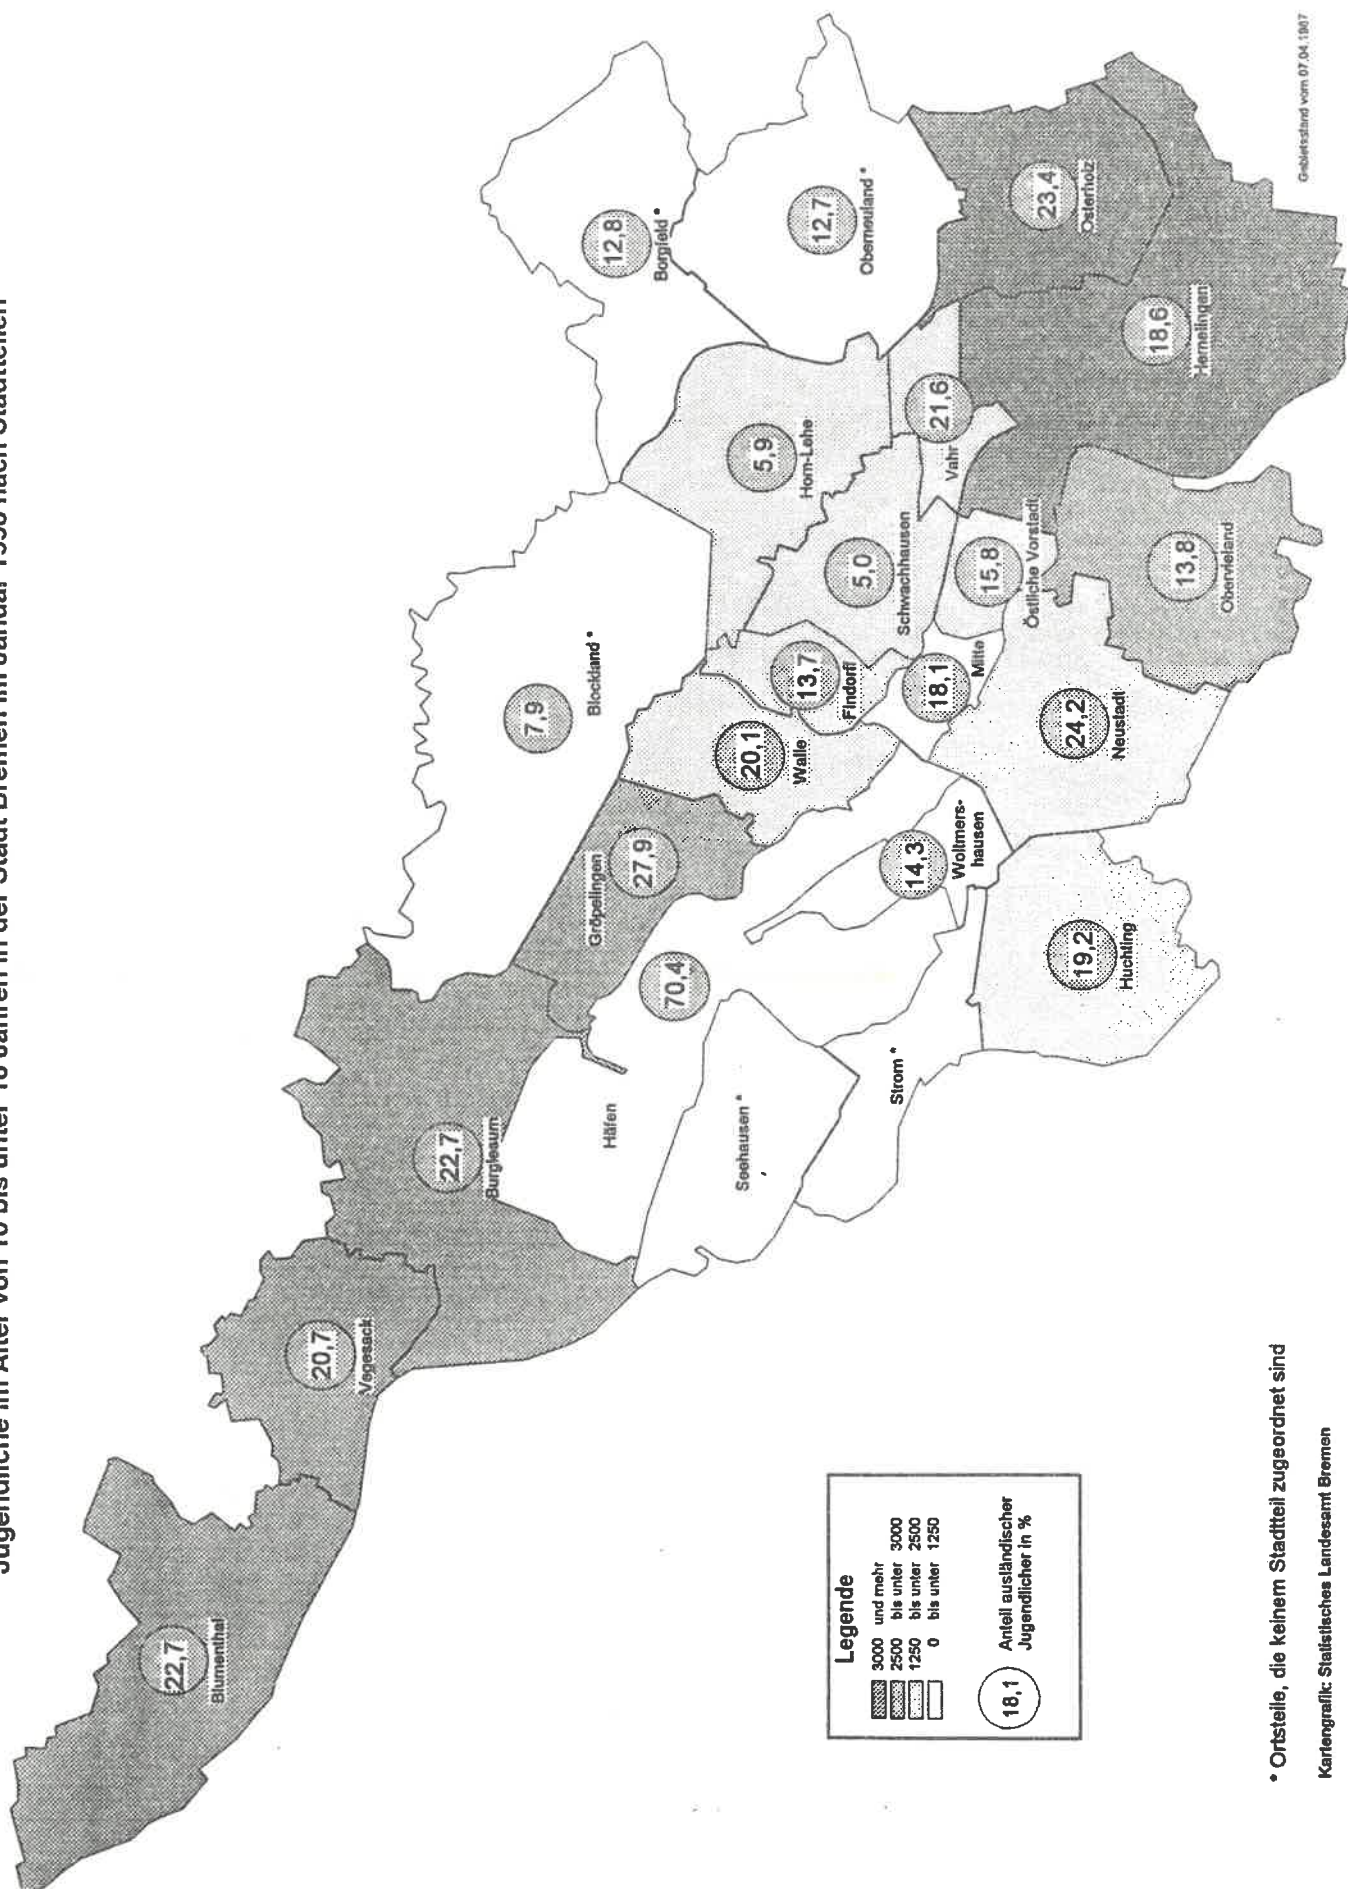 Jugendliche im Alter von 10 bis unter 18 Jahren in der Stadt Bremen im Januar nach Stadtteilen
22,7
Blumenthal
20,7
Vegesack
22,7
Burglesum
Häfen
70,4
Seehausen *
Strom *
Gröpelingen
27,9
7,9
Blockland *
20,1
Walle
13,7
Findorff
14,3
Woltmers-
hausen
18,1
Mitte
24,2
Neustadt
19,2
Huchting
5,9
Horn-Lehe
5,0
Schwachhausen
15,8
Östliche Vorstadt
21,6
Vahr
13,8
Obervieland
12,8
Borgfeld *
12,7
Oberneuland *
23,4
Osterholz
18,6
Hemelingen
Legende
3000 und mehr
2500 bis unter 3000
1250 bis unter 2500
0 bis unter 1250
18,1
Anteil ausländischer
Jugendlicher in %
* Ortsteile, die keinem Stadtteil zugeordnet sind
Kartengrafik: Statistisches Landesamt Bremen
Gebietsstand vom 07.04.1987